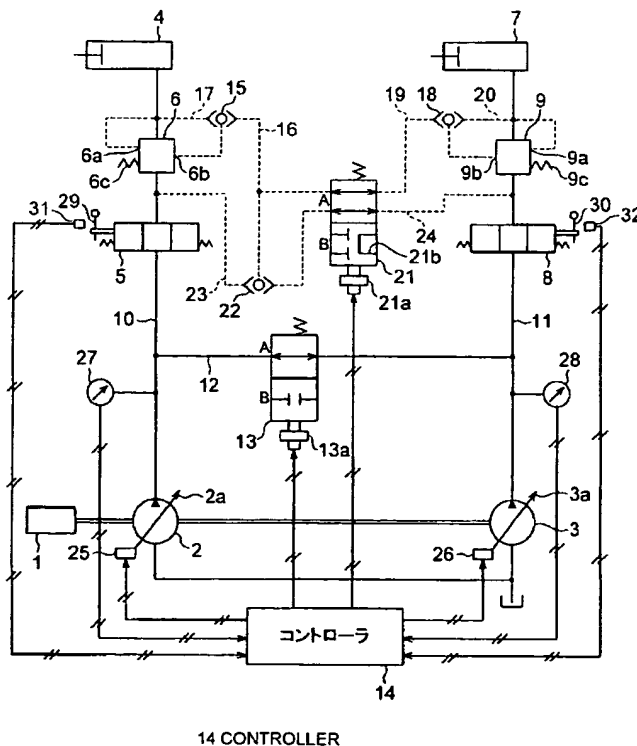 4
7
17
6
15
16
19
18
20
9
6a
6b
6c
29
31
5
A
B
9b
9a
9c
30
32
24
21b
21
21a
8
23
22
10
11
12
A
B
13
13a
27
28
1
2a
2
25
3a
3
26
コントローラ
14
14 CONTROLLER